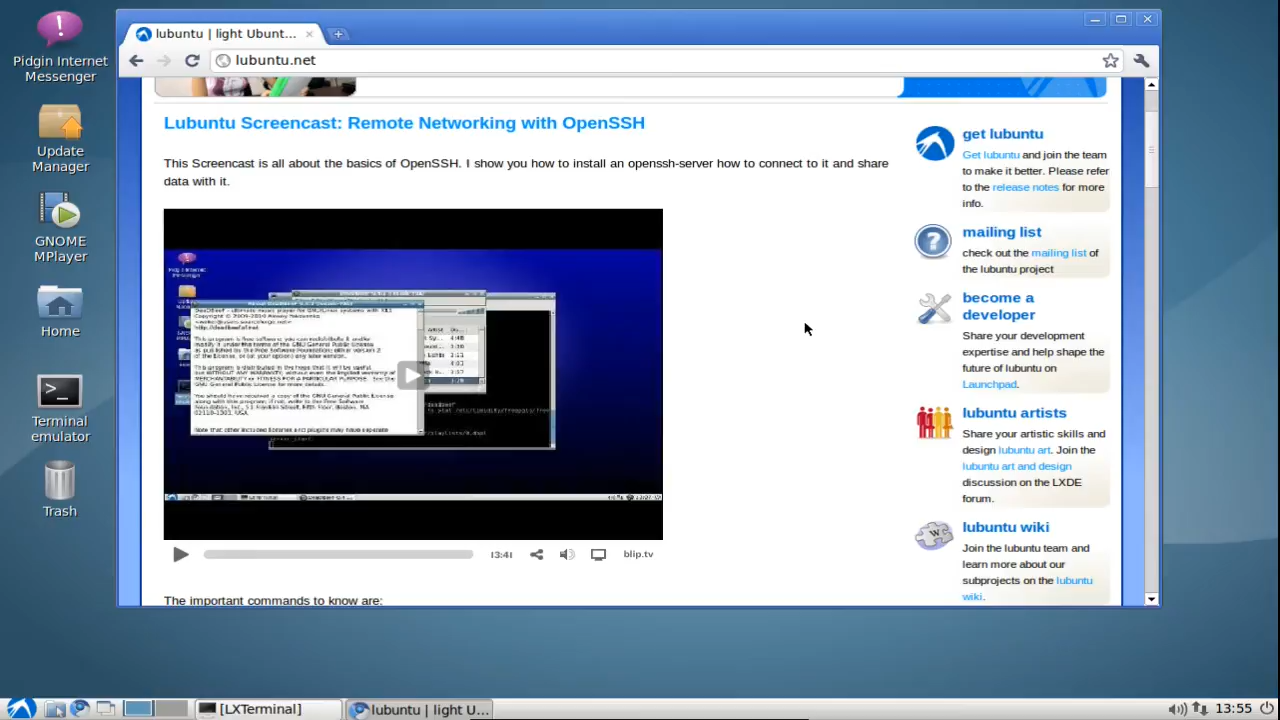 Pidgin Internet
Messenger
Update
Manager
GNOME
MPlayer
Home
Terminal
emulator
Trash
lubuntu | light Ubunt...
lubuntu.net
Lubuntu Screencast: Remote Networking with OpenSSH
This Screencast is all about the basics of OpenSSH. I show you how to install an openssh-server how to connect to it and share
data with it.
13:41
blip.tv
The important commands to know are:
get lubuntu
Get lubuntu and join the team
to make it better. Please refer
to the release notes for more
info.
mailing list
check out the mailing list of
the lubuntu project
become a
developer
Share your development
expertise and help shape the
future of lubuntu on
Launchpad.
lubuntu artists
Share your artistic skills and
design lubuntu art. Join the
lubuntu art and design
discussion on the LXDE
forum.
lubuntu wiki
Join the lubuntu team and
learn more about our
subprojects on the lubuntu
wiki.
[LXTerminal]
lubuntu | light U...
13:55